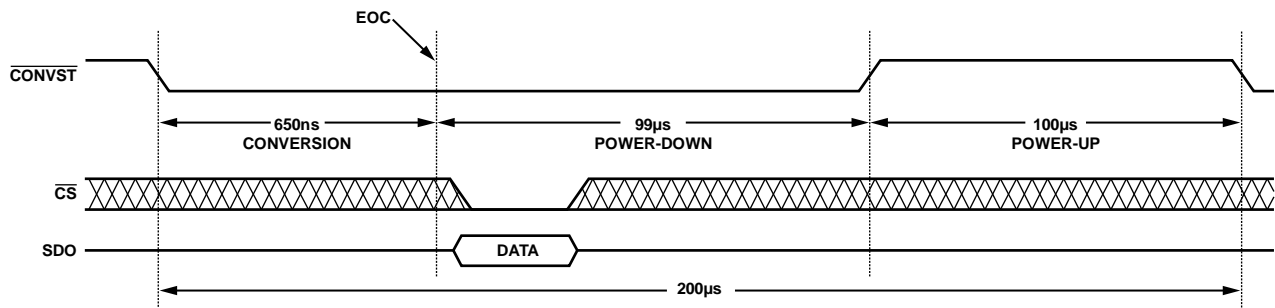 EOC
CONVST
650ns
CONVERSION
99µs
POWER-DOWN
100µs
POWER-UP
CS
SDO
DATA
200µs